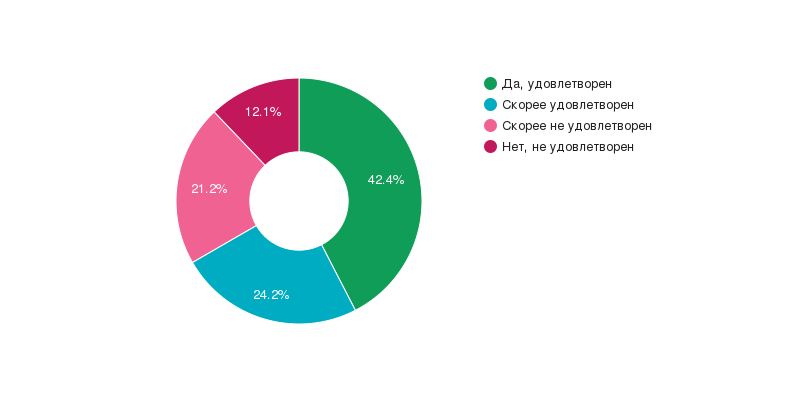 Да, удовлетворен
Скорее удовлетворен
Скорее не удовлетворен
Нет, не удовлетворен
12.1%
42.4%
21.2%
24.2%